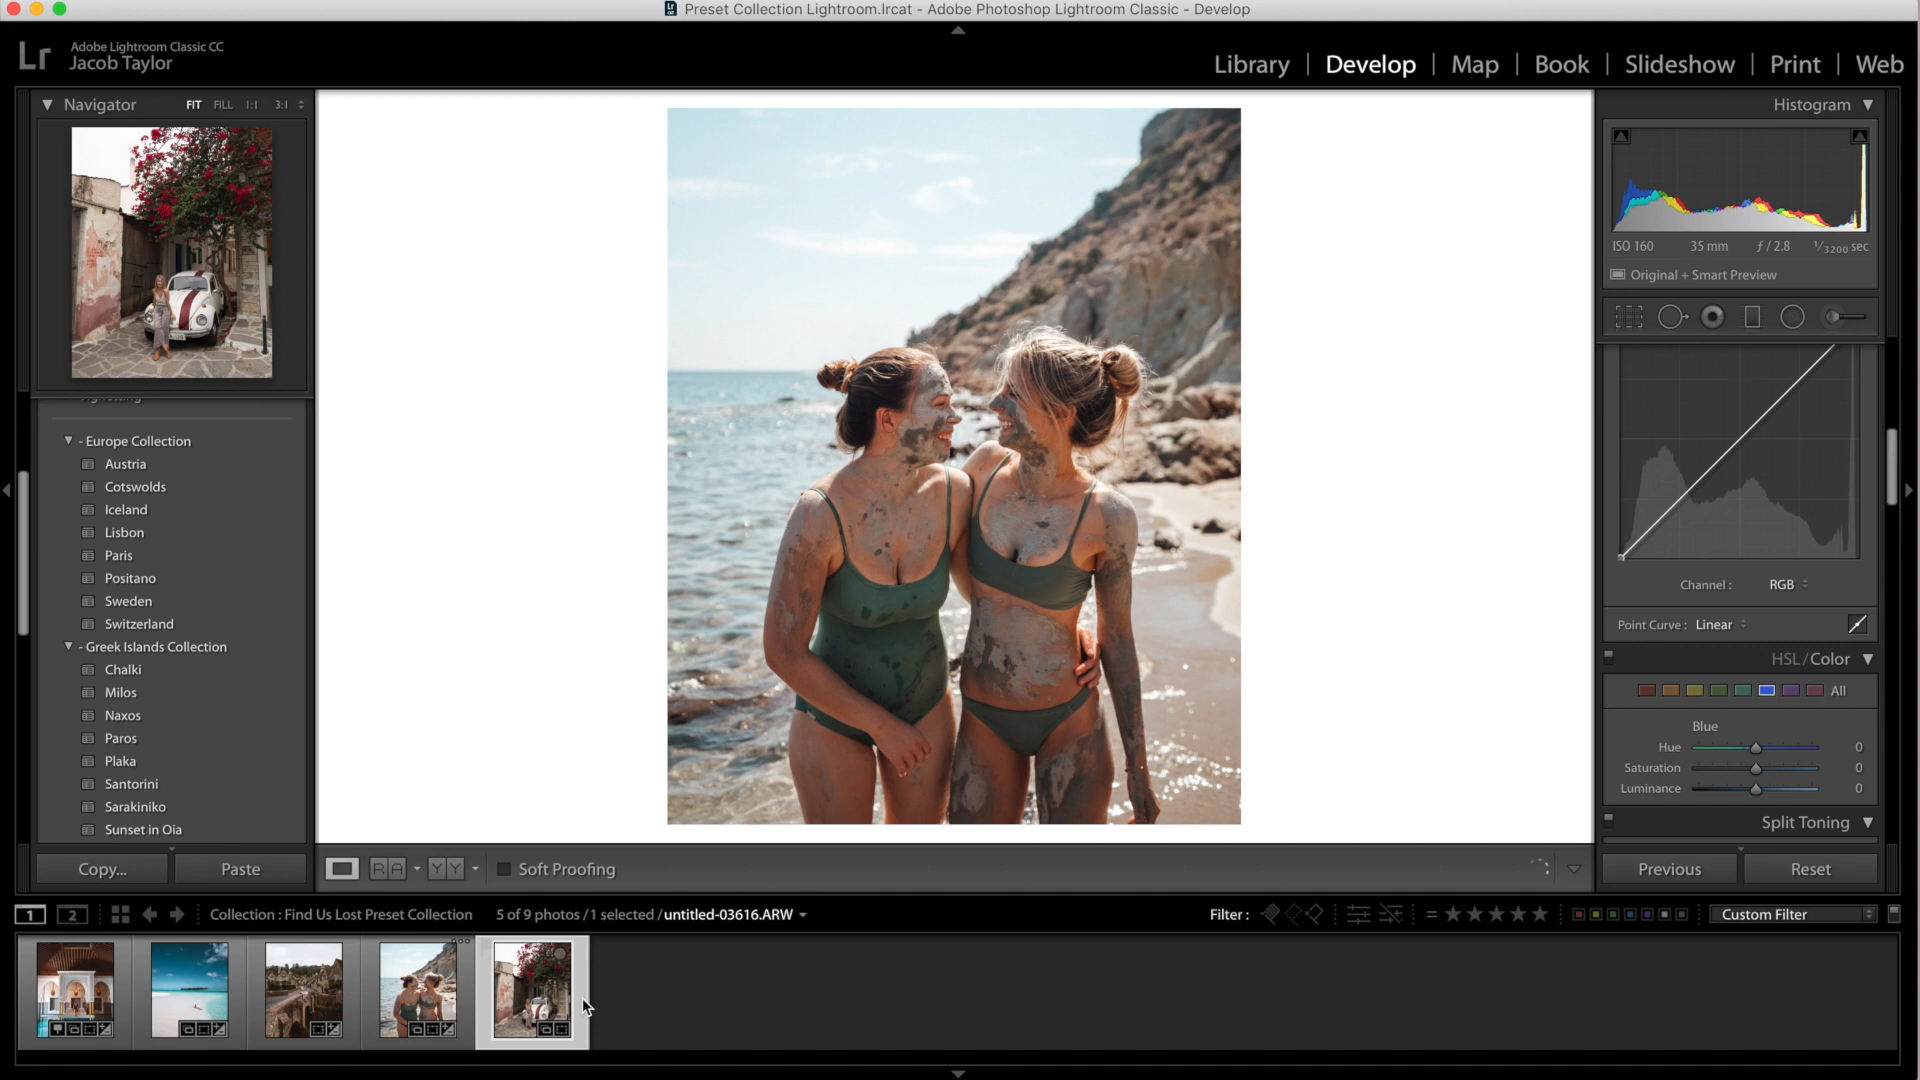 Preset Collection Lightroom.lrcat - Adobe Photoshop Lightroom Classic - Develop
Lr
Adobe Lightroom Classic CC
Jacob Taylor
Library | Develop | Map | Book | Slideshow | Print | Web
Navigator FIT FILL 1:1 3:1
- Europe Collection
Austria
Cotswolds
Iceland
Lisbon
Paris
Positano
Sweden
Switzerland
- Greek Islands Collection
Chalki
Milos
Naxos
Paros
Plaka
Santorini
Sarakiniko
Sunset in Oia
Copy... Paste
R A Y Y Soft Proofing
Histogram
ISO 160 35 mm ƒ / 2.8 1/3200 sec
Original + Smart Preview
Channel : RGB
Point Curve : Linear
HSL / Color
All
Blue
Hue 0
Saturation 0
Luminance 0
Split Toning
Previous Reset
1 2 Collection : Find Us Lost Preset Collection 5 of 9 photos / 1 selected / untitled-03616.ARW Filter : Custom Filter